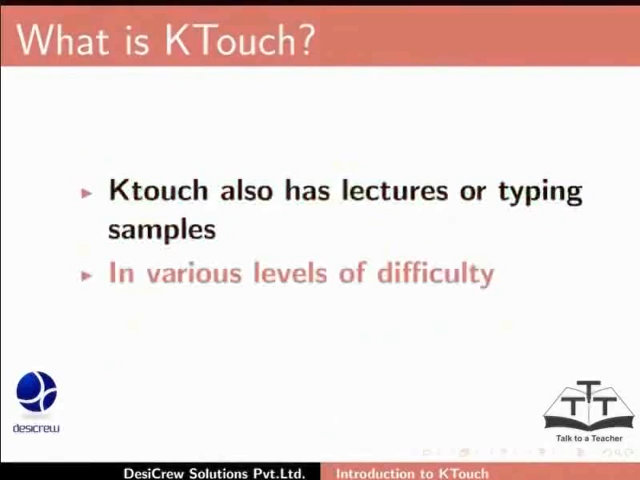 What is KTouch?
Ktouch also has lectures or typing
samples
In various levels of difficulty
desicrew
T T T
Talk to a Teacher
DesiCrew Solutions Pvt.Ltd. Introduction to KTouch